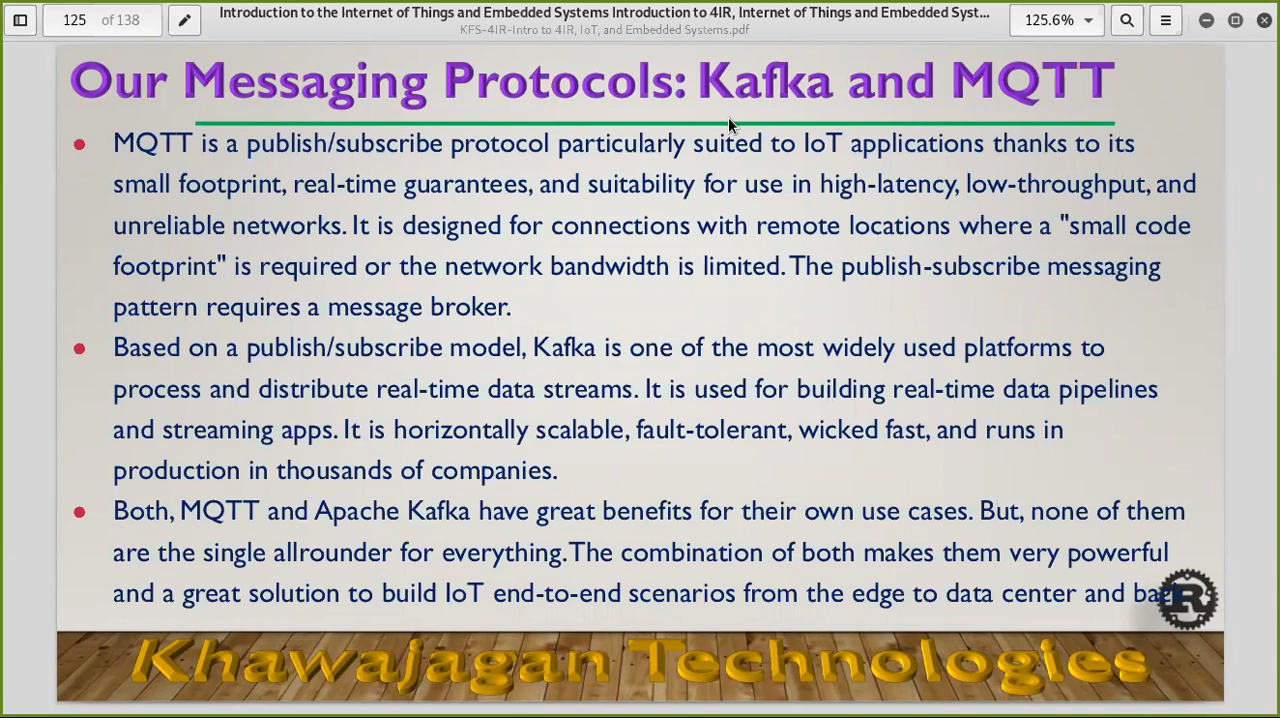 125 of 138
Introduction to the Internet of Things and Embedded Systems Introduction to 4IR, Internet of Things and Embedded Syst...
KFS-4IR-Intro to 4IR, IoT, and Embedded Systems.pdf
125.6%
Our Messaging Protocols: Kafka and MQTT
• MQTT is a publish/subscribe protocol particularly suited to IoT applications thanks to its
small footprint, real-time guarantees, and suitability for use in high-latency, low-throughput, and
unreliable networks. It is designed for connections with remote locations where a "small code
footprint" is required or the network bandwidth is limited. The publish-subscribe messaging
pattern requires a message broker.
• Based on a publish/subscribe model, Kafka is one of the most widely used platforms to
process and distribute real-time data streams. It is used for building real-time data pipelines
and streaming apps. It is horizontally scalable, fault-tolerant, wicked fast, and runs in
production in thousands of companies.
• Both, MQTT and Apache Kafka have great benefits for their own use cases. But, none of them
are the single allrounder for everything. The combination of both makes them very powerful
and a great solution to build IoT end-to-end scenarios from the edge to data center and back.
R
Khawajagan Technologies